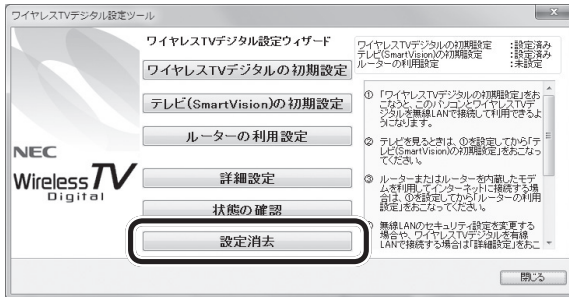 ワイヤレスTVデジタル設定ツール
x
ワイヤレスTVデジタル設定ウィザード
ワイヤレスTVデジタルの初期設定
テレビ(SmartVision)の初期設定
ルーターの利用設定
詳細設定
状態の確認
設定消去
NEC
Wireless TV
Digital
ワイヤレスTVデジタルの初期設定 :設定済み
テレビ(SmartVision)の初期設定 :設定済み
ルーターの利用設定 :未設定
① 「ワイヤレスTVデジタルの初期設定」をお
こなうと、このパソコンとワイヤレスTVデ
ジタルを無線LANで接続して利用できるよ
うになります。
② テレビを見るときは、①を設定してから「テ
レビ(SmartVision)の初期設定」をおこなっ
てください。
③ ルーターまたはルーターを内蔵したモデ
ムを利用してインターネットに接続する場
合は、①を設定してから「ルーターの利用
設定」をおこなってください。
無線LANのセキュリティ設定を変更する
場合や、ワイヤレスTVデジタルを有線
LANで接続する場合は「詳細設定」をおこ
閉じる